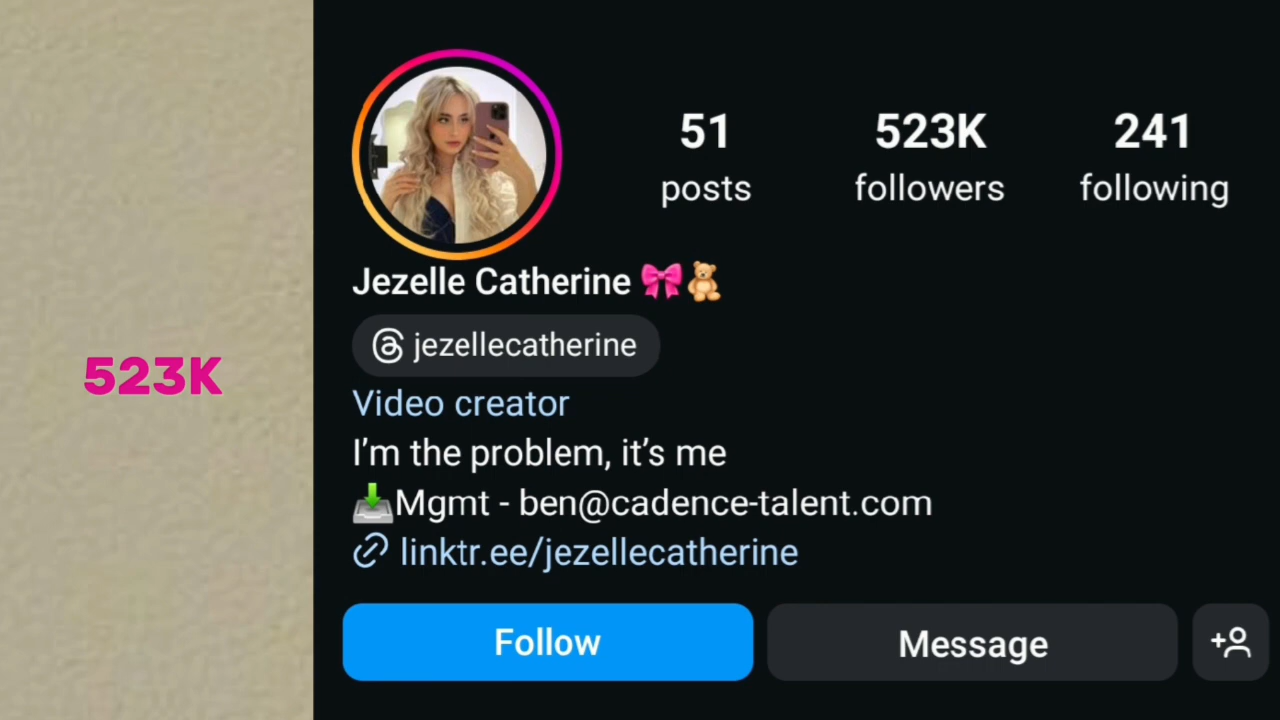 523K
51 523K 241
posts followers following
Jezelle Catherine 🎀🧸
jezellecatherine
Video creator
I’m the problem, it’s me
📥Mgmt - ben@cadence-talent.com
linktr.ee/jezellecatherine
Follow Message